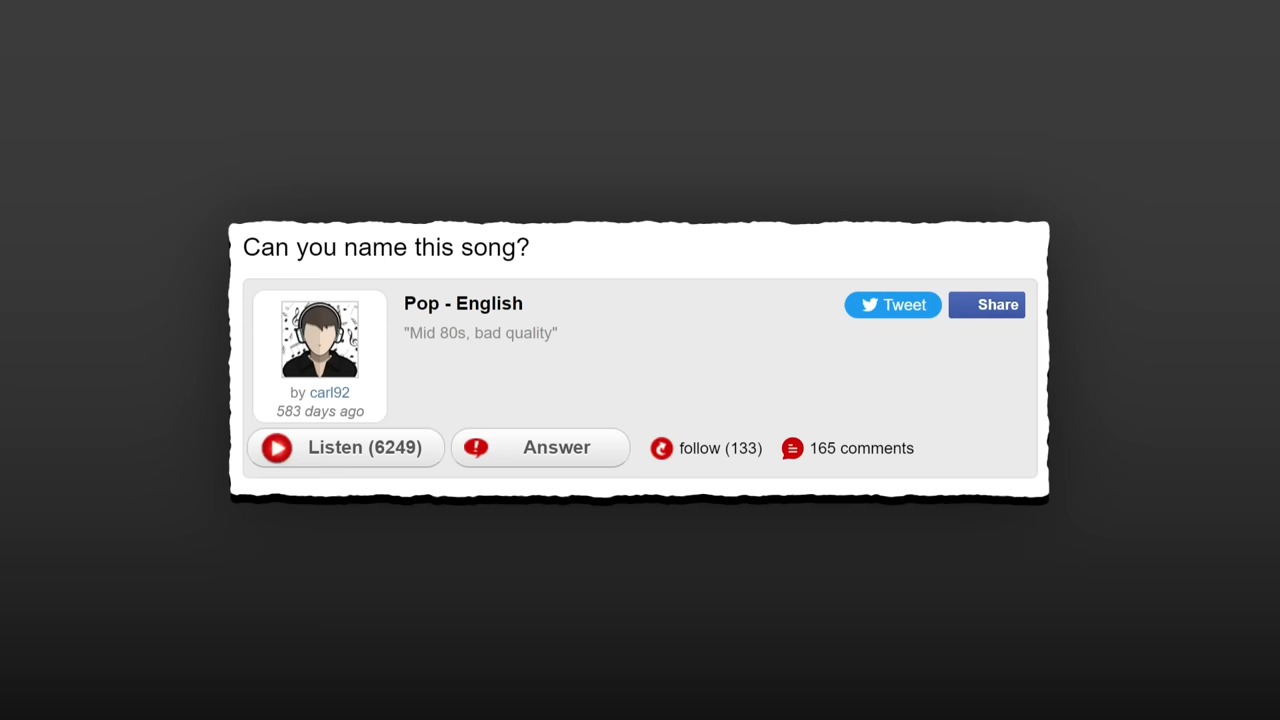 Can you name this song?
Pop - English
Tweet
Share
"Mid 80s, bad quality"
by carl92
583 days ago
Listen (6249)
Answer
follow (133)
165 comments